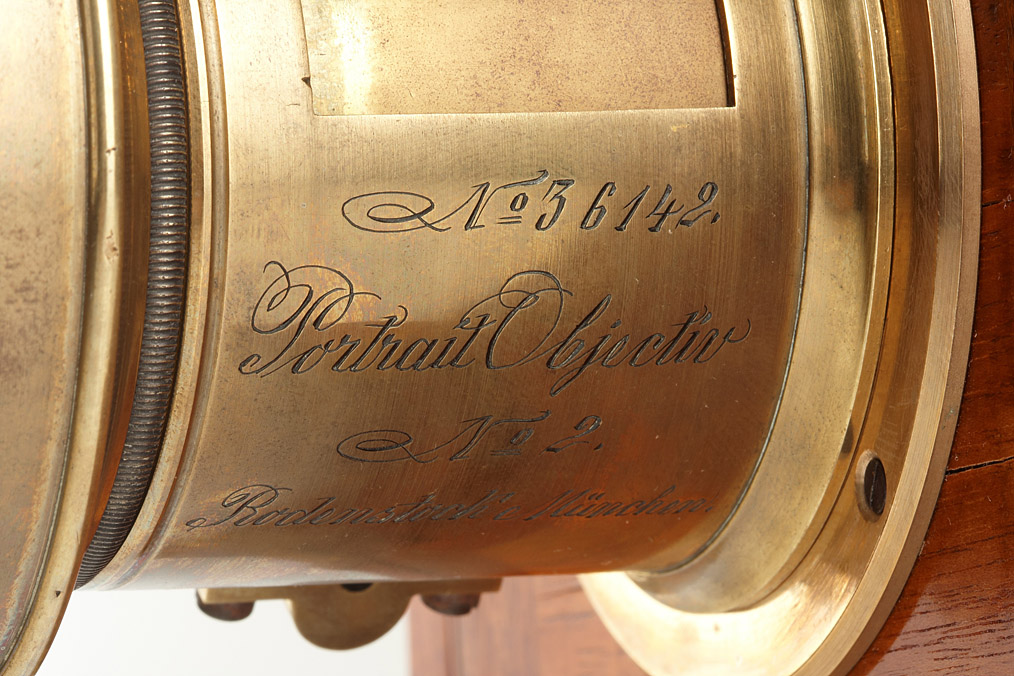 No 36142.
Portrait Objectiv
No 2.
Rodenstock i. München.